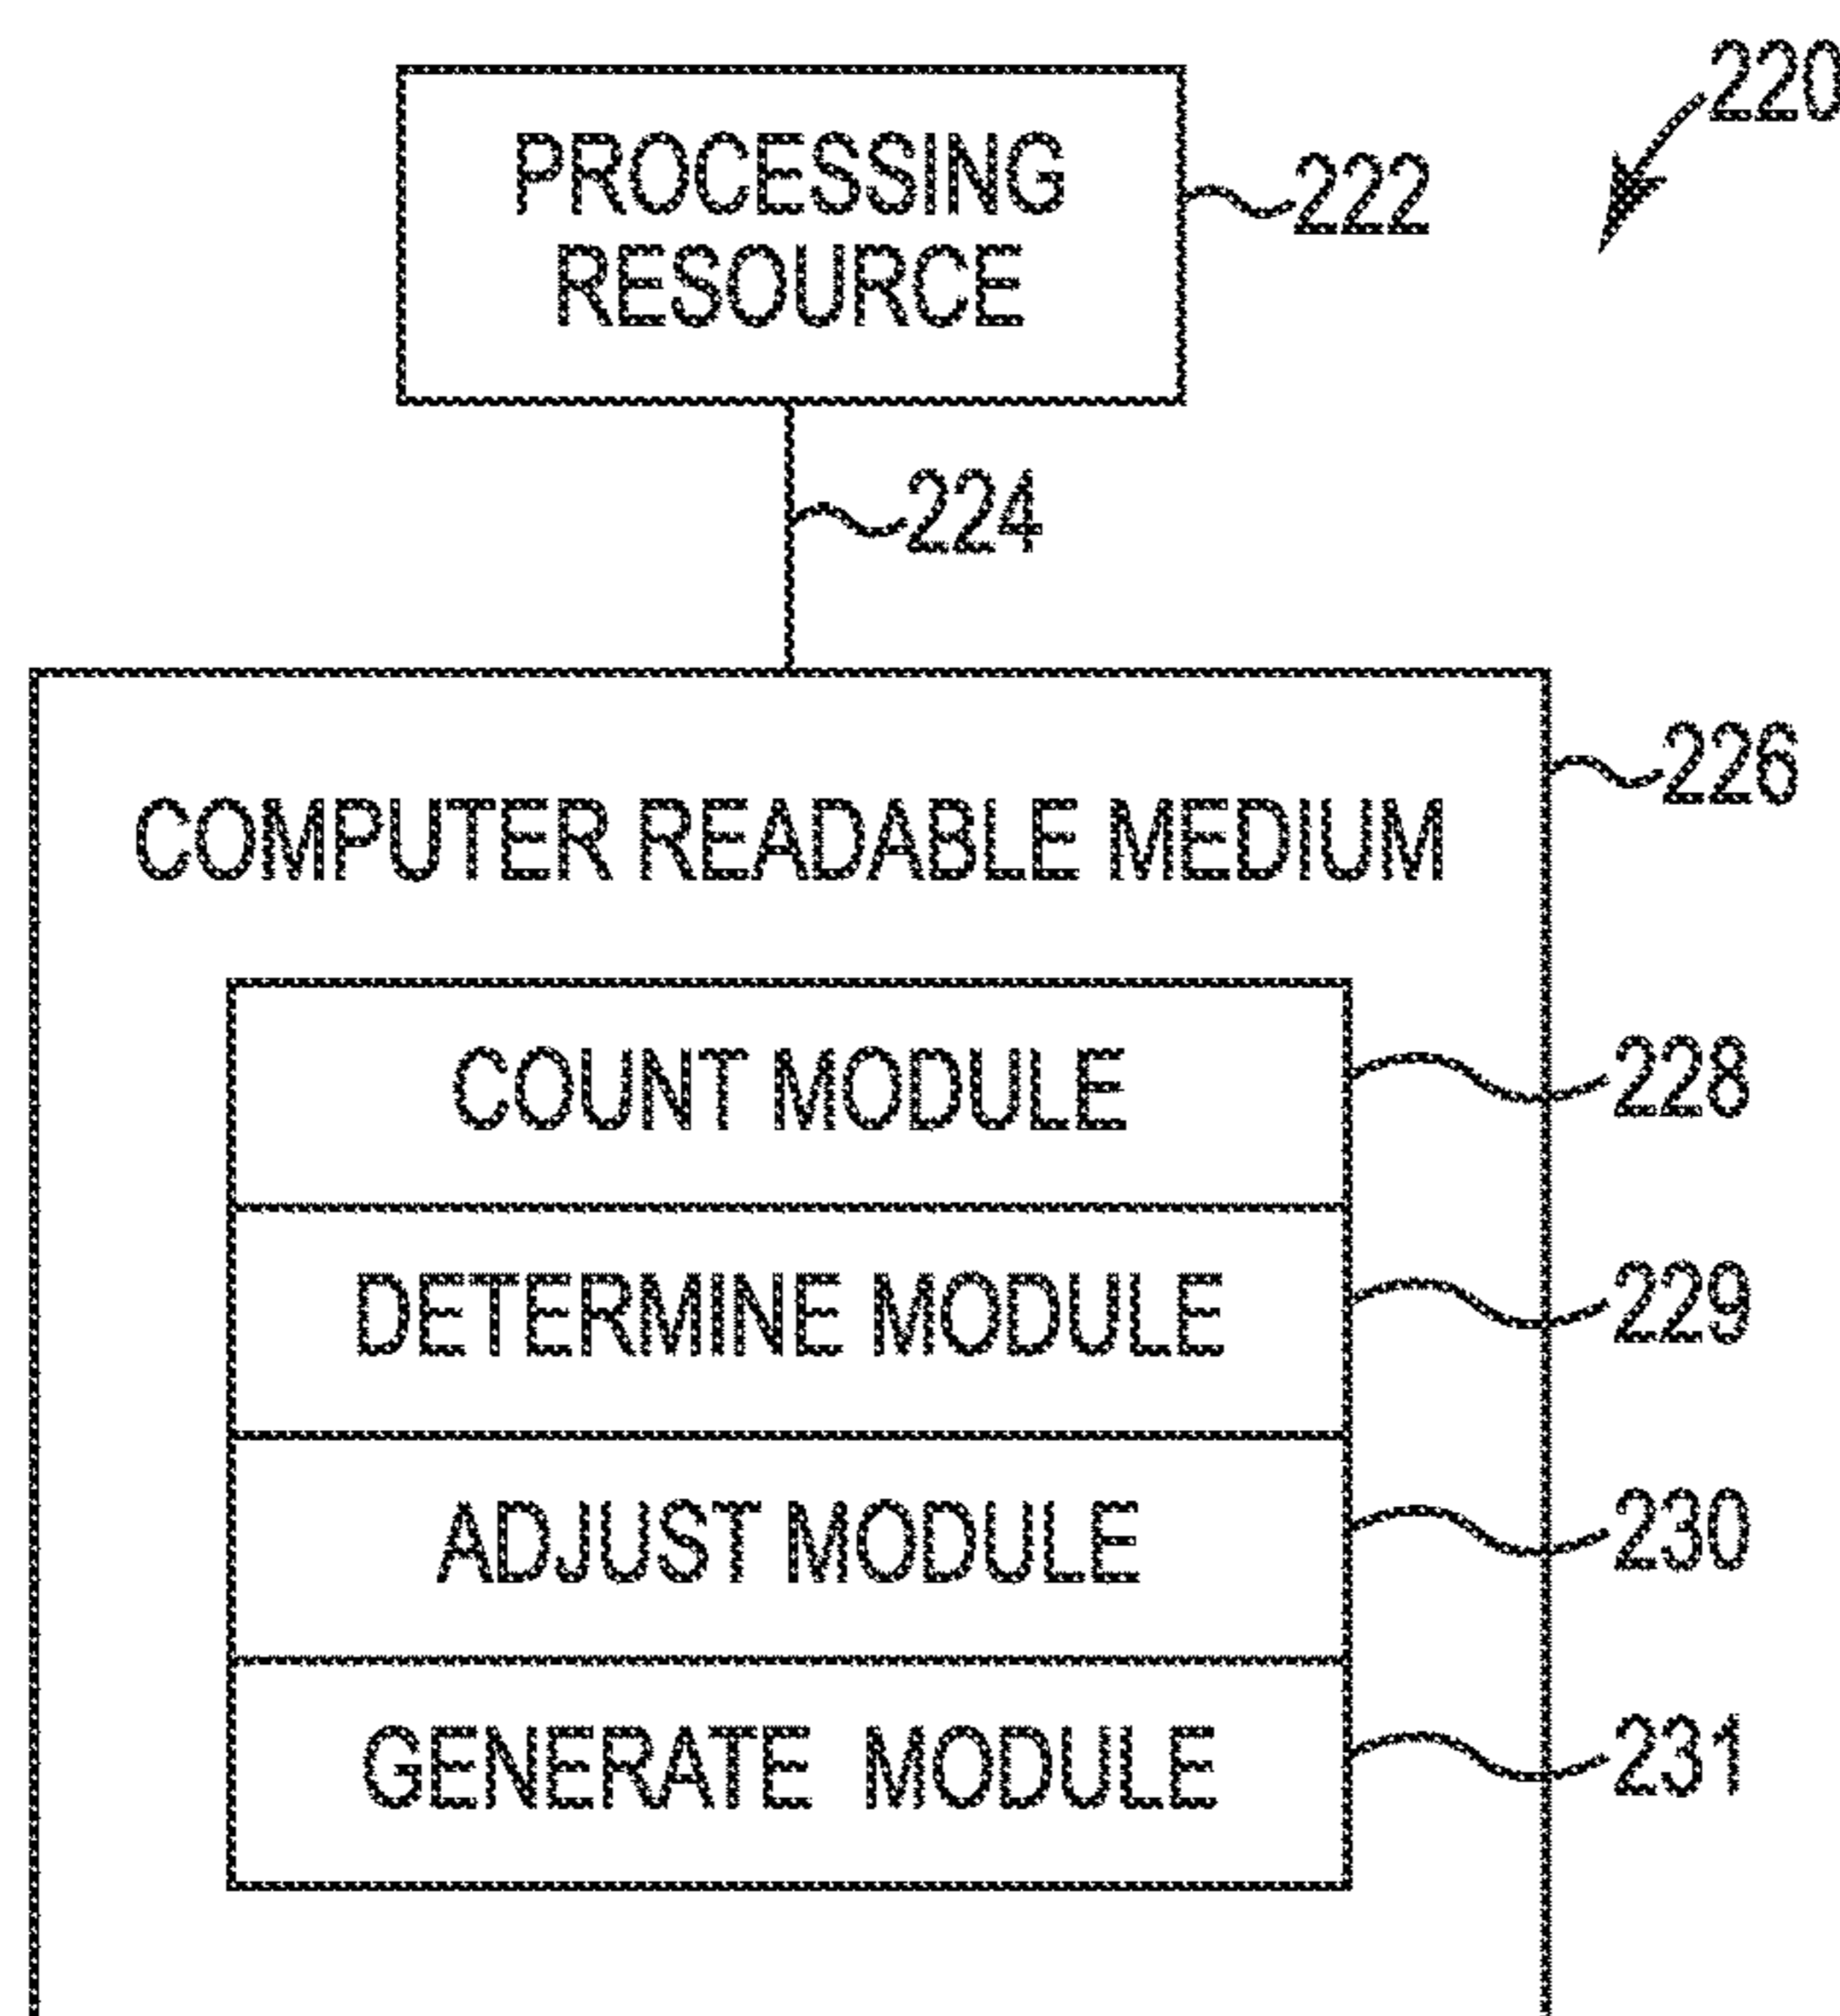 220
PROCESSING
RESOURCE
222
224
226
COMPUTER READABLE MEDIUM
COUNT MODULE
228
DETERMINE MODULE
229
ADJUST MODULE
230
GENERATE MODULE
231